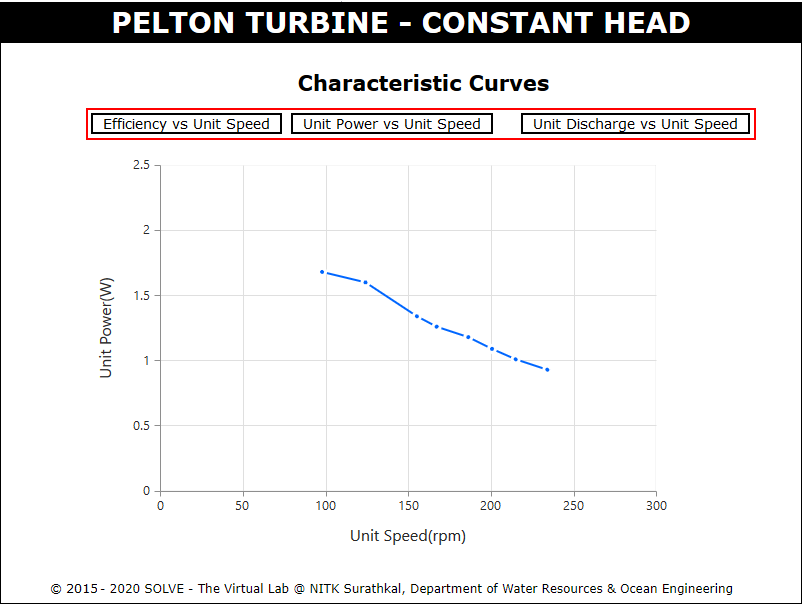 PELTON TURBINE - CONSTANT HEAD
Characteristic Curves
Efficiency vs Unit Speed Unit Power vs Unit Speed Unit Discharge vs Unit Speed
2.5
2
1.5
1
0.5
0
Unit Power(W)
0 50 100 150 200 250 300
Unit Speed(rpm)
© 2015 - 2020 SOLVE - The Virtual Lab @ NITK Surathkal, Department of Water Resources & Ocean Engineering